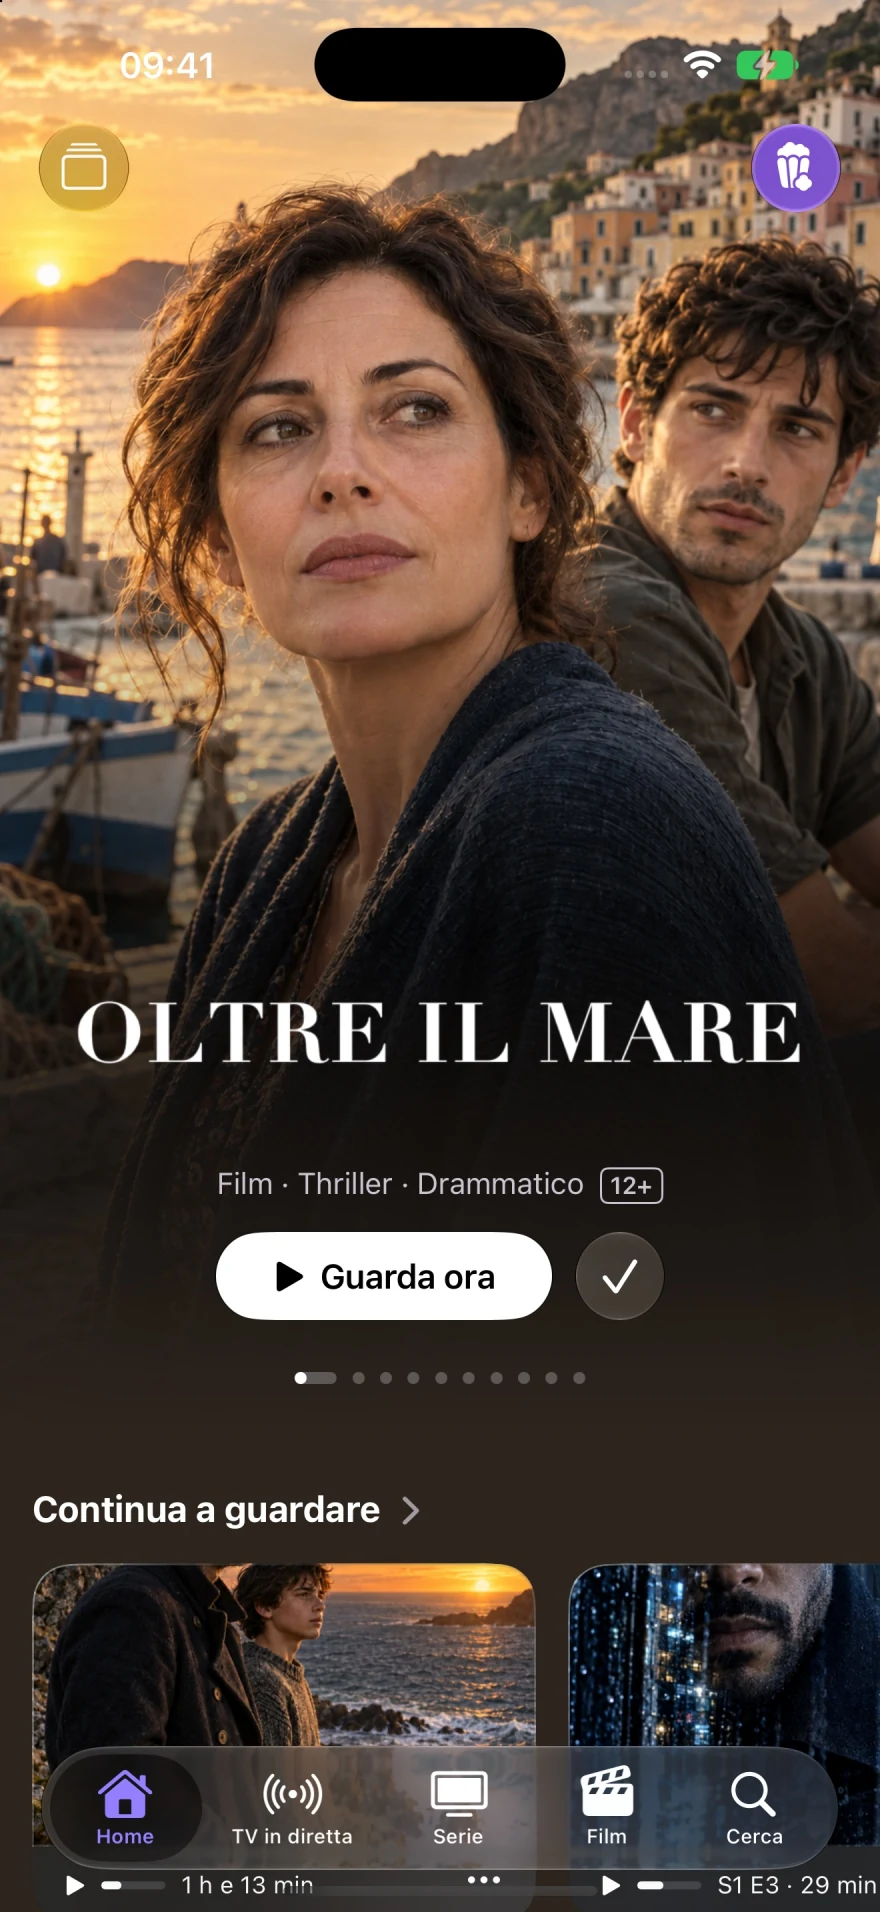 09:41
OLTRE IL MARE
Film · Thriller · Drammatico 12+
Guarda ora
Continua a guardare
Home TV in diretta Serie Film Cerca
1 h e 13 min S1 E3 · 29 min